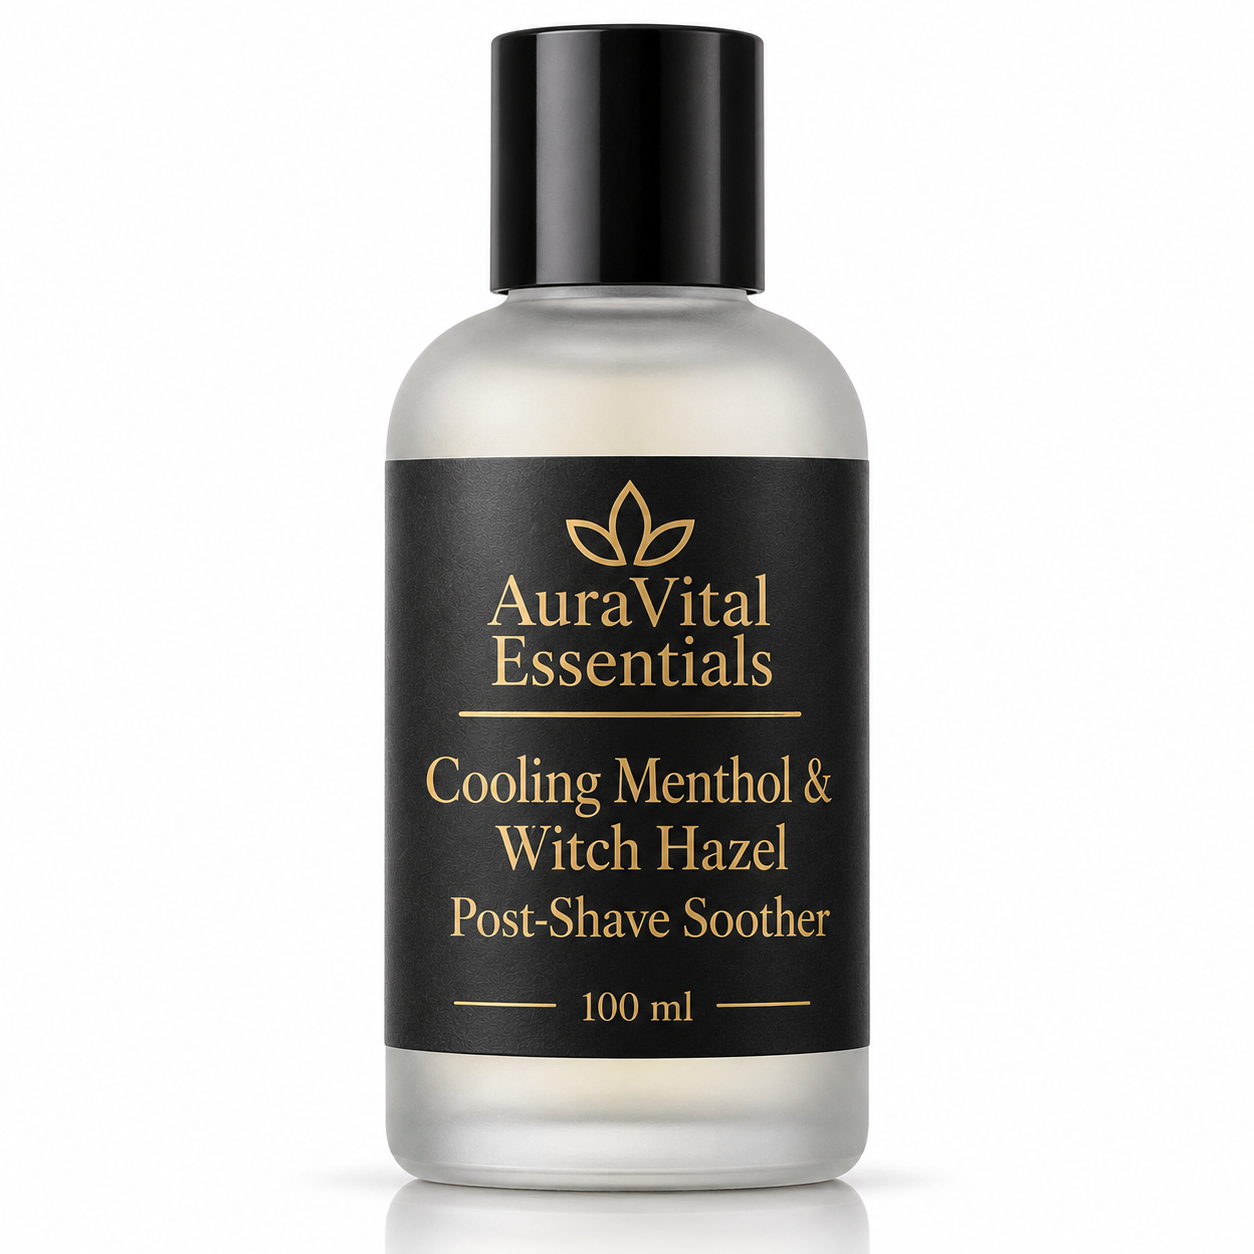 AuraVital
Essentials
Cooling Menthol &
Witch Hazel
Post-Shave Soother
100 ml